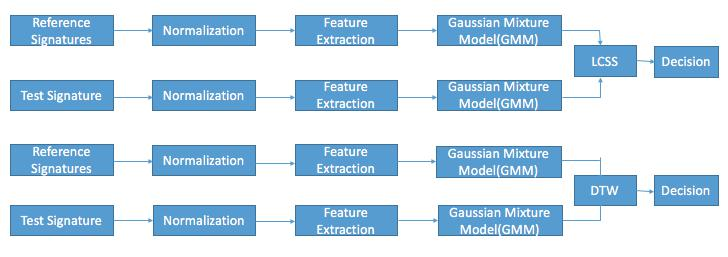 Reference
Signatures
Normalization
Feature
Extraction
Gaussian Mixture
Model(GMM)
LCSS
Decision
Test Signature
Normalization
Feature
Extraction
Gaussian Mixture
Model(GMM)
Reference
Signatures
Normalization
Feature
Extraction
Gaussian Mixture
Model(GMM)
DTW
Decision
Test Signature
Normalization
Feature
Extraction
Gaussian Mixture
Model(GMM)